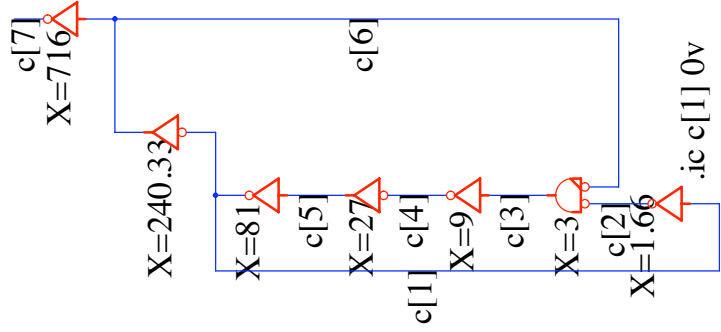 c[7]
X=716
c[6]
.ic c[1] 0v
X=240.33
X=81
c[5]
X=27
c[4]
X=9
c[3]
X=3
c[2]
X=1.66
c[1]